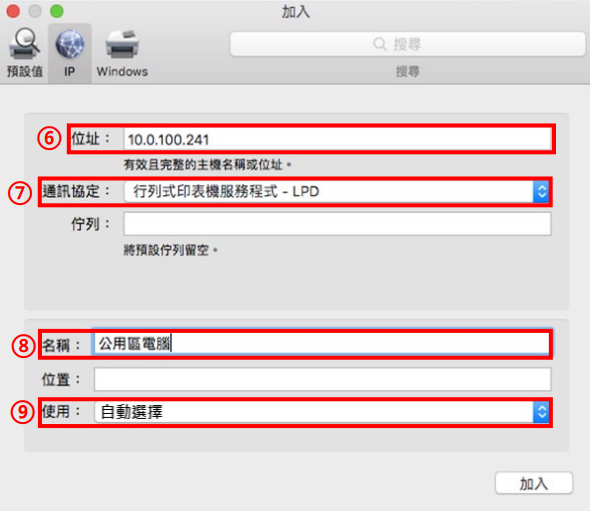 加入
預設值 IP Windows
搜尋
搜尋
⑥ 位址： 10.0.100.241
有效且完整的主機名稱或位址。
⑦ 通訊協定： 行列式印表機服務程式 - LPD
佇列：
將預設佇列留空。
⑧ 名稱： 公用區電腦
位置：
⑨ 使用： 自動選擇
加入